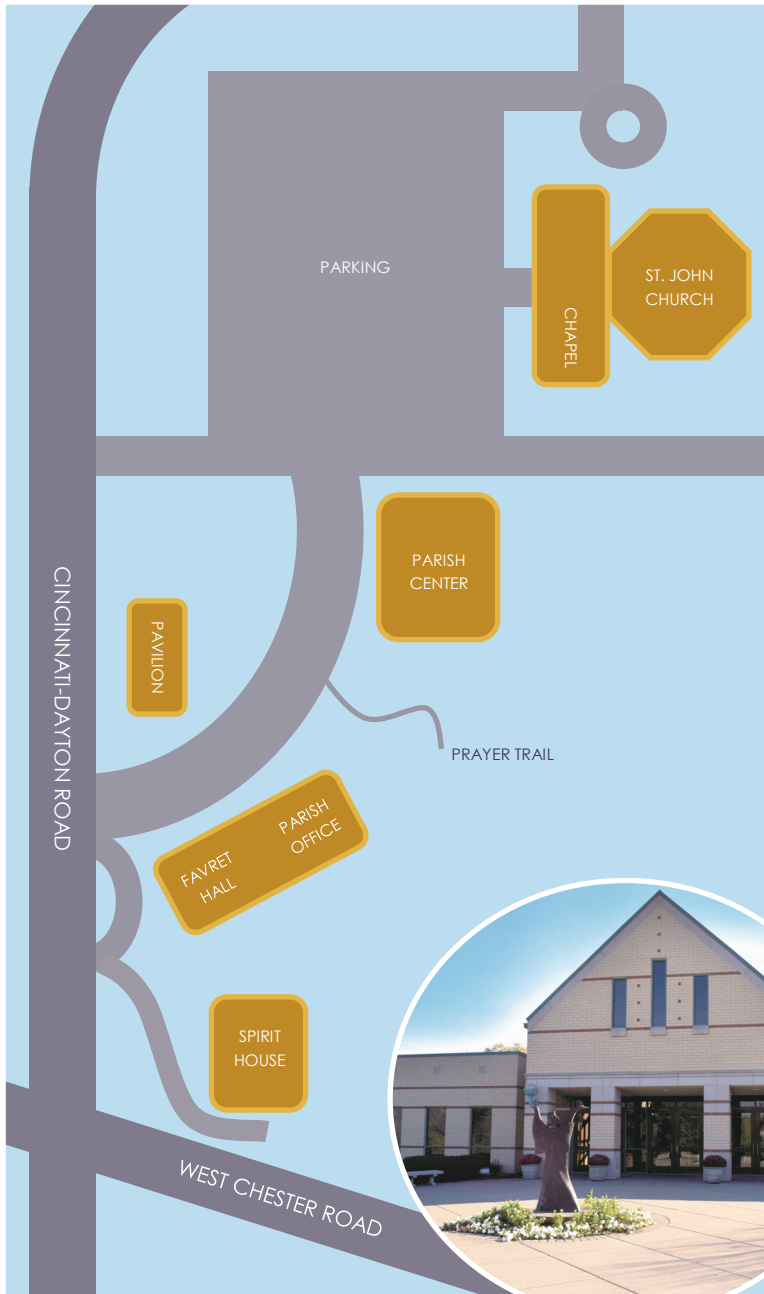 PARKING
ST. JOHN
CHURCH
CHAPEL
PARISH
CENTER
CINCINNATI-DAYTON ROAD
PAVILION
PRAYER TRAIL
PARISH
OFFICE
FAVRET
HALL
SPIRIT
HOUSE
WEST CHESTER ROAD